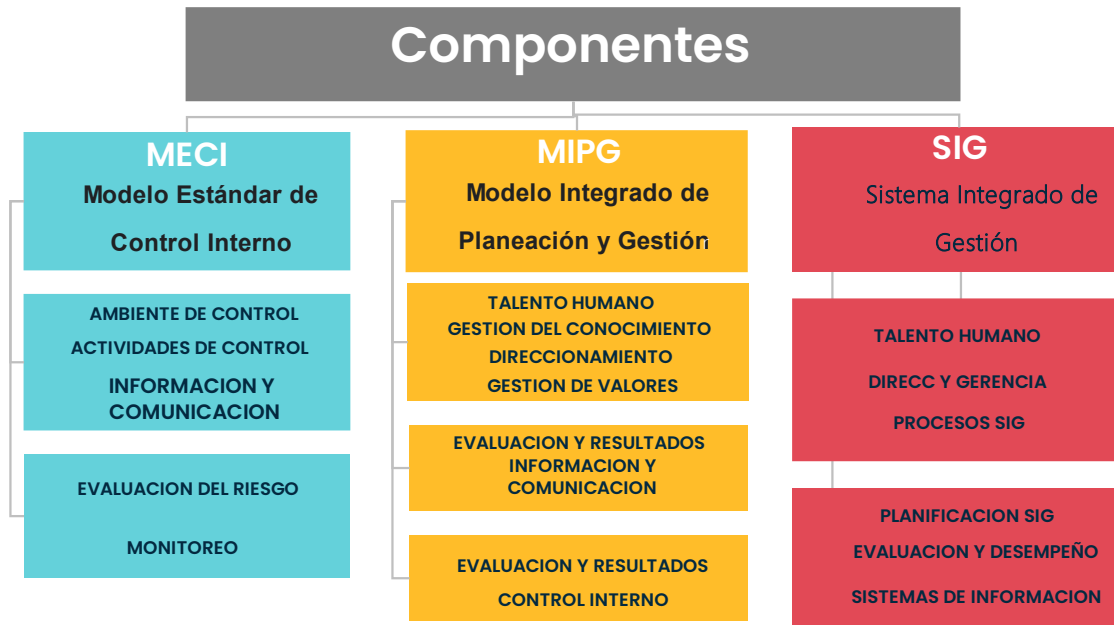 Componentes
MECI
Modelo Estándar de
Control Interno
AMBIENTE DE CONTROL
ACTIVIDADES DE CONTROL
INFORMACION Y
COMUNICACION
EVALUACION DEL RIESGO
MONITOREO
MIPG
Modelo Integrado de
Planeación y Gestión
TALENTO HUMANO
GESTION DEL CONOCIMIENTO
DIRECCIONAMIENTO
GESTION DE VALORES
EVALUACION Y RESULTADOS
INFORMACION Y
COMUNICACION
EVALUACION Y RESULTADOS
CONTROL INTERNO
SIG
Sistema Integrado de
Gestión
TALENTO HUMANO
DIRECC Y GERENCIA
PROCESOS SIG
PLANIFICACION SIG
EVALUACION Y DESEMPEÑO
SISTEMAS DE INFORMACION